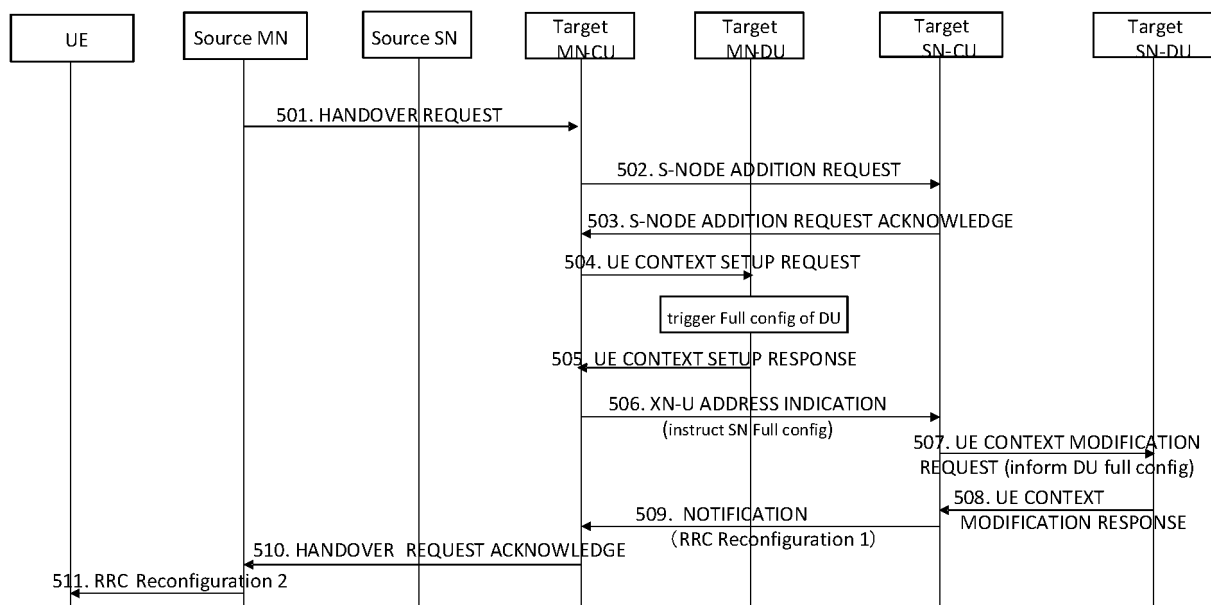 UE
Source MN
Source SN
Target
MN-CU
Target
MN-DU
Target
SN-CU
Target
SN-DU
501. HANDOVER REQUEST
502. S-NODE ADDITION REQUEST
503. S-NODE ADDITION REQUEST ACKNOWLEDGE
504. UE CONTEXT SETUP REQUEST
trigger Full config of DU
505. UE CONTEXT SETUP RESPONSE
506. XN-U ADDRESS INDICATION
(instruct SN Full config)
507. UE CONTEXT MODIFICATION
REQUEST (inform DU full config)
508. UE CONTEXT
MODIFICATION RESPONSE
509. NOTIFICATION
(RRC Reconfiguration 1)
510. HANDOVER REQUEST ACKNOWLEDGE
511. RRC Reconfiguration 2